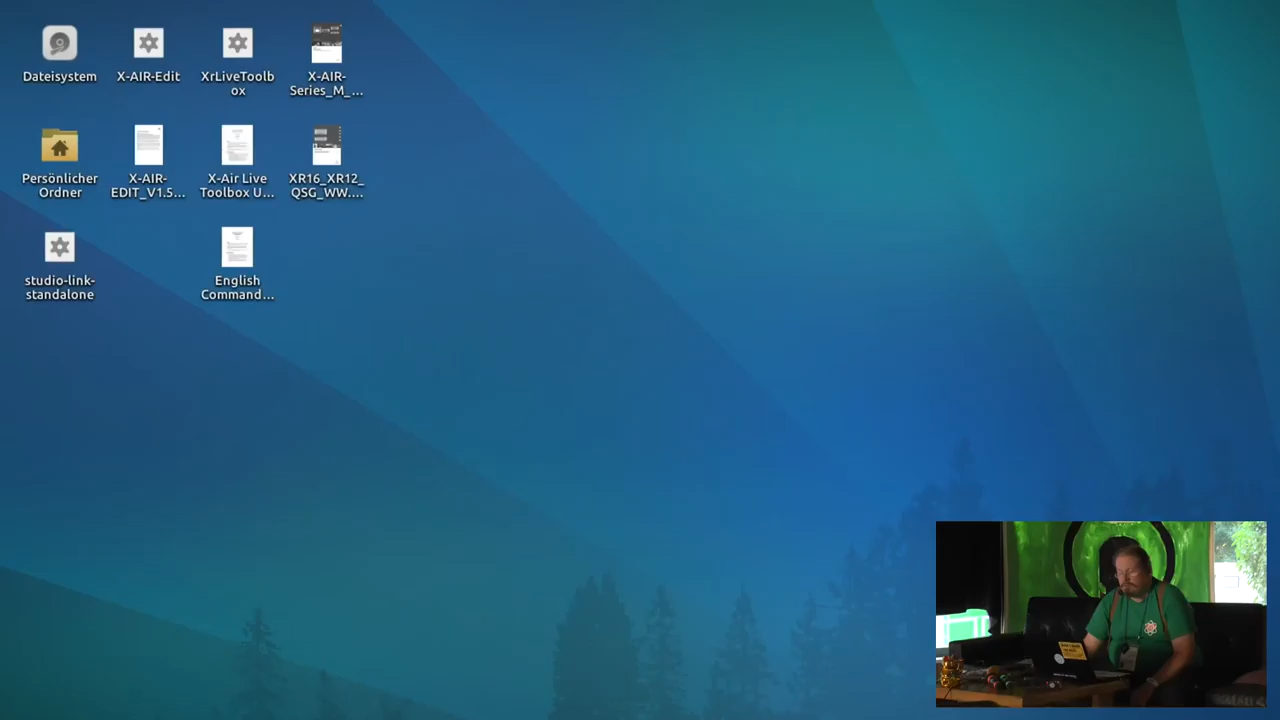 Dateisystem
X-AIR-Edit
XrLiveToolb
ox
X-AIR-
Series_M_...
Persönlicher
Ordner
X-AIR-
EDIT_V1.5...
X-Air Live
Toolbox U...
XR16_XR12_
QSG_WW....
studio-link-
standalone
English
Command...